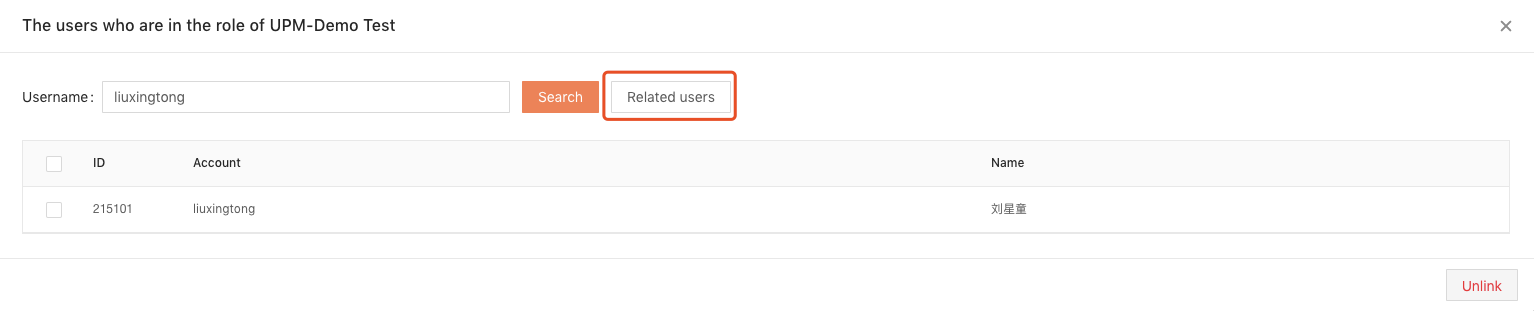 The users who are in the role of UPM-Demo Test
Username: liuxingtong Search Related users
ID Account Name
215101 liuxingtong 刘星童
Unlink